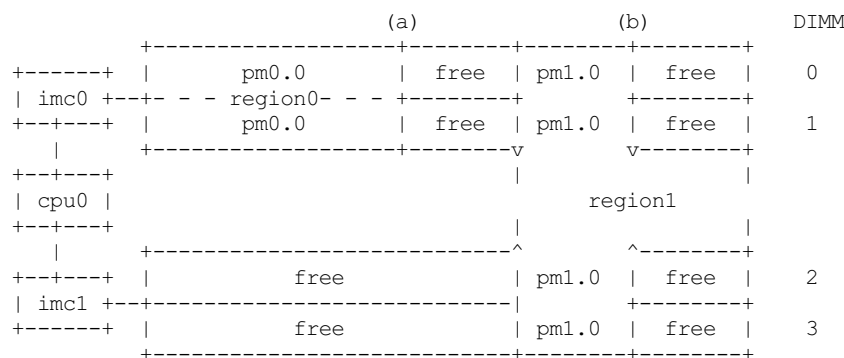 (a)                       (b)           DIMM
          +-------------------+--------+--------+--------+
+------+  |       pm0.0       |  free  | pm1.0  |  free  |    0
| imc0 +--+- - - region0- - - +--------+        +--------+
+--+---+  |       pm0.0       |  free  | pm1.0  |  free  |    1
   |      +-------------------+--------v        v--------+
+--+---+                               |                 |
| cpu0 |                                     region1
+--+---+                               |                 |
   |      +----------------------------^        ^--------+
+--+---+  |           free             | pm1.0  |  free  |    2
| imc1 +--+----------------------------|        +--------+
+------+  |           free             | pm1.0  |  free  |    3
          +----------------------------+--------+--------+